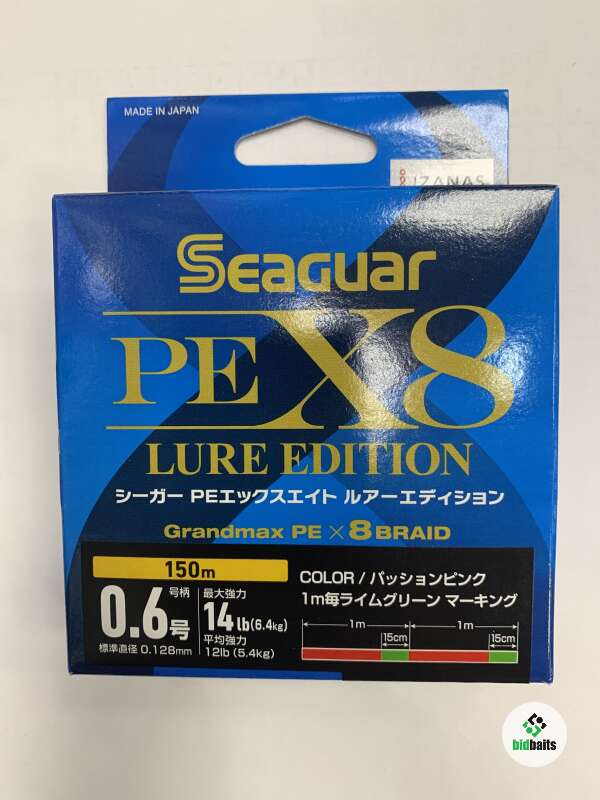 MADE IN JAPAN
IZANAS
Seaguar
PE X8
LURE EDITION
シーガー PEエックスエイト ルアーエディション
Grandmax PE × 8 BRAID
150m
0.6号
号柄
標準直径 0.128mm
最大強力
14lb(6.4kg)
平均強力
12lb (5.4kg)
COLOR / パッションピンク
1m毎ライムグリーン マーキング
1m 1m
15cm 15cm
bidbaits